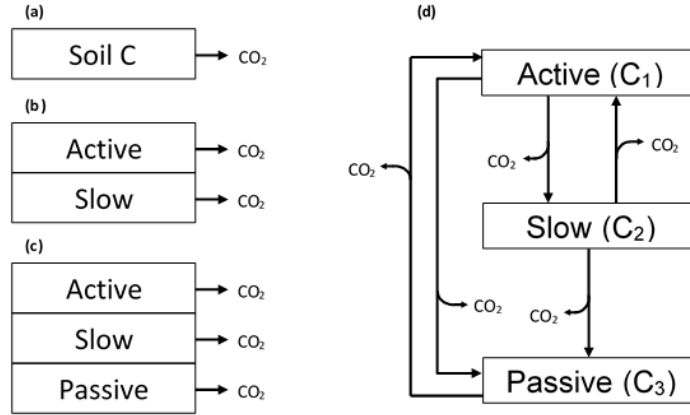 (a)
Soil C CO₂
(b)
Active CO₂
Slow CO₂
(c)
Active CO₂
Slow CO₂
Passive CO₂
(d)
Active (C₁)
CO₂ CO₂ CO₂
Slow (C₂)
CO₂ CO₂
Passive (C₃)